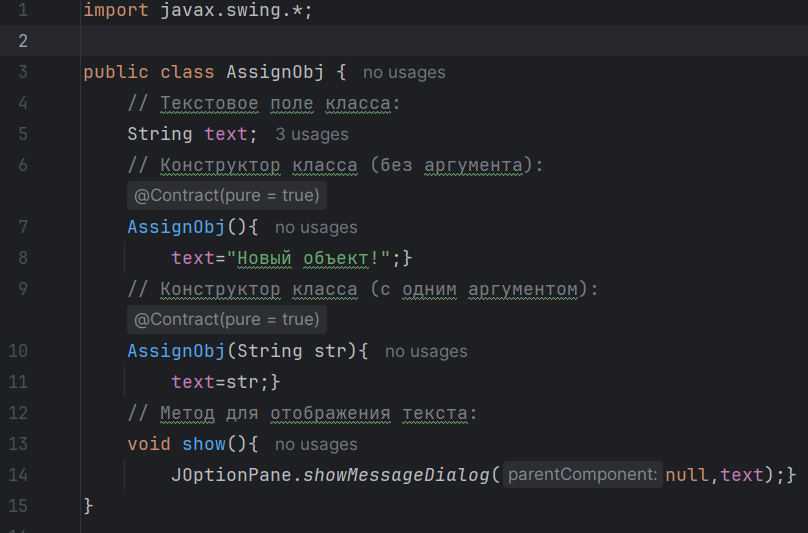 1 import javax.swing.*;
2
3 public class AssignObj { no usages
4 // Текстовое поле класса:
5 String text; 3 usages
6 // Конструктор класса (без аргумента):
@Contract(pure = true)
7 AssignObj(){ no usages
8 text="Новый объект!";}
9 // Конструктор класса (с одним аргументом):
@Contract(pure = true)
10 AssignObj(String str){ no usages
11 text=str;}
12 // Метод для отображения текста:
13 void show(){ no usages
14 JOptionPane.showMessageDialog( parentComponent: null,text);}
15 }